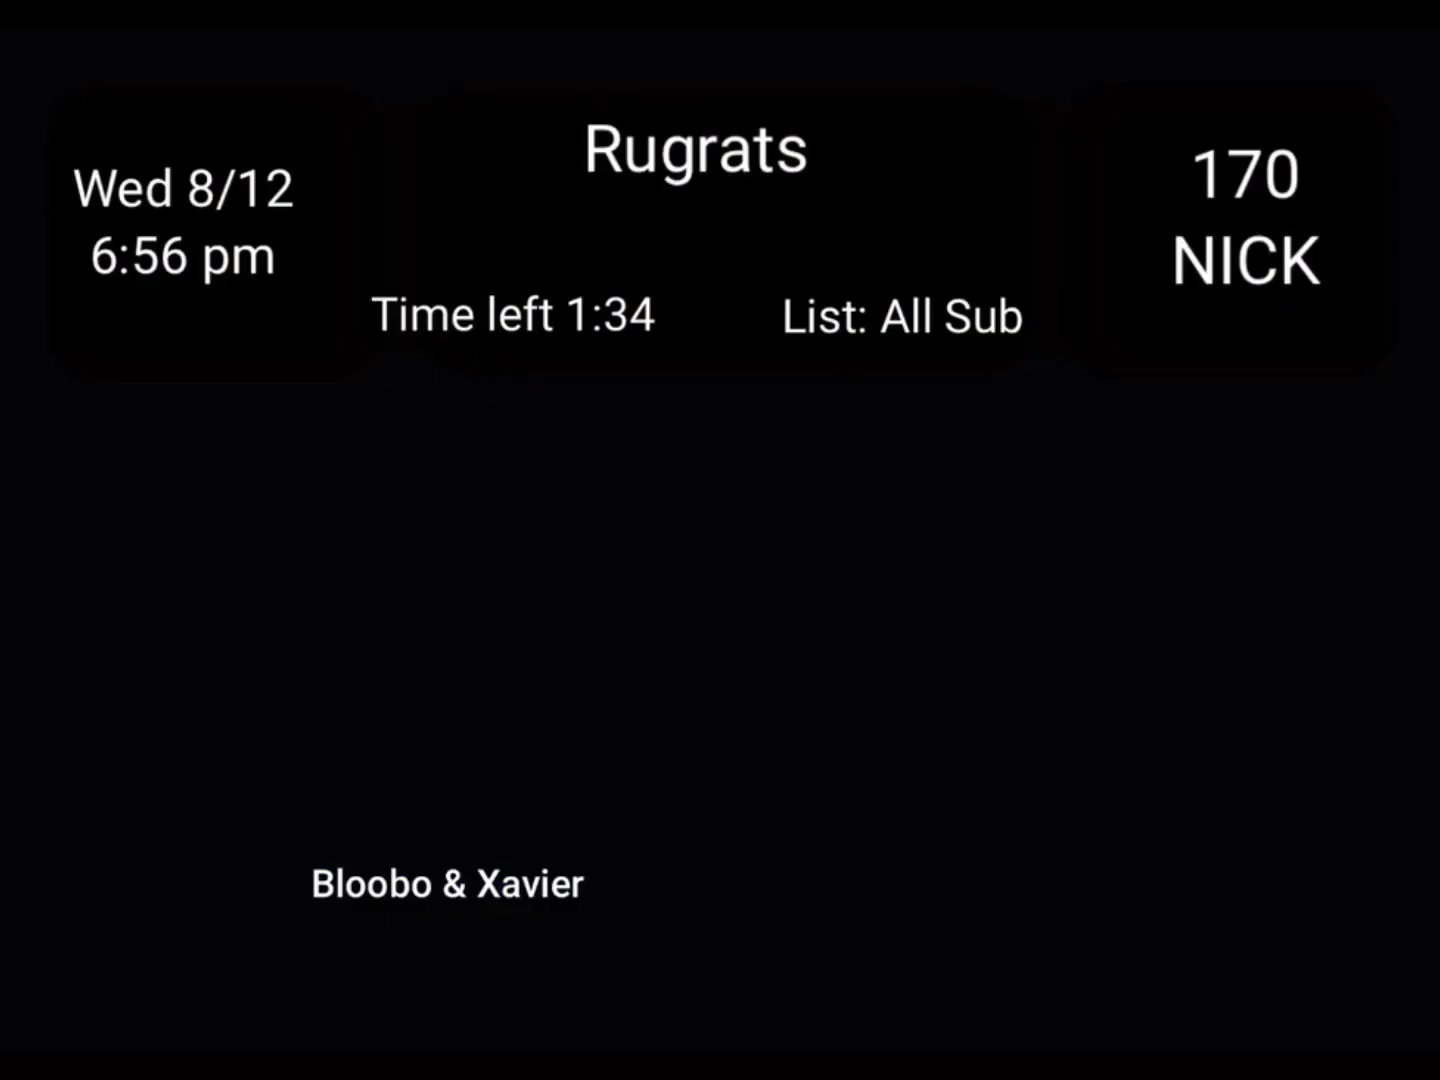 Wed 8/12
6:56 pm
Rugrats
Time left 1:34
List: All Sub
170
NICK
Bloobo & Xavier